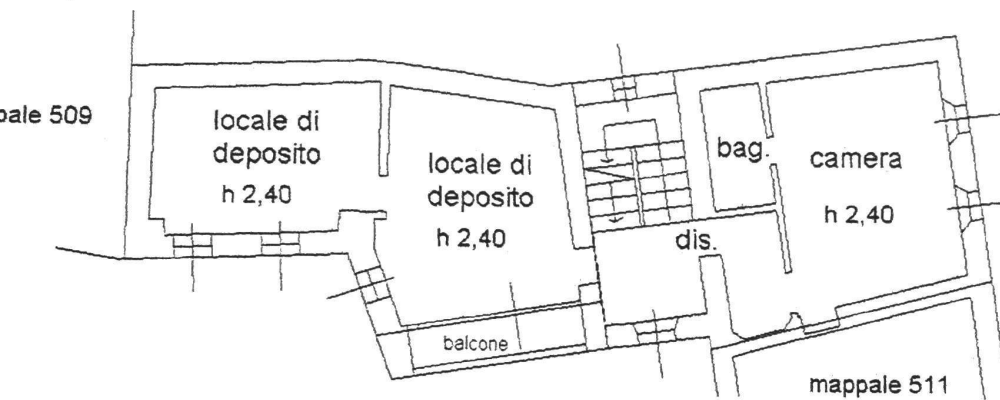 pale 509
locale di
deposito
h 2,40
locale di
deposito
h 2,40
balcone
bag.
dis.
camera
h 2,40
mappale 511